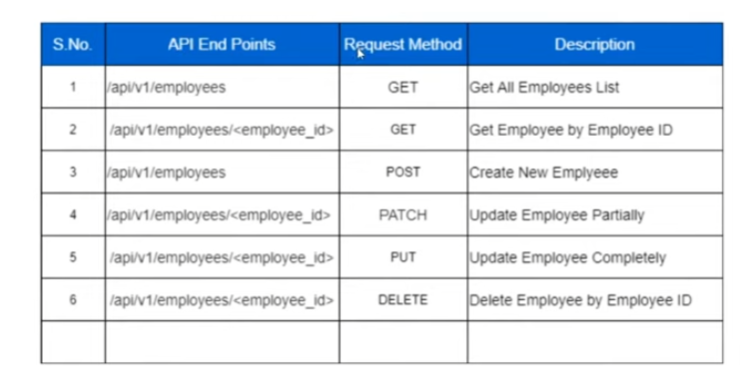 S.No. API End Points Request Method Description
1 /api/v1/employees GET Get All Employees List
2 /api/v1/employees/<employee_id> GET Get Employee by Employee ID
3 /api/v1/employees POST Create New Emplyeee
4 /api/v1/employees/<employee_id> PATCH Update Employee Partially
5 /api/v1/employees/<employee_id> PUT Update Employee Completely
6 /api/v1/employees/<employee_id> DELETE Delete Employee by Employee ID